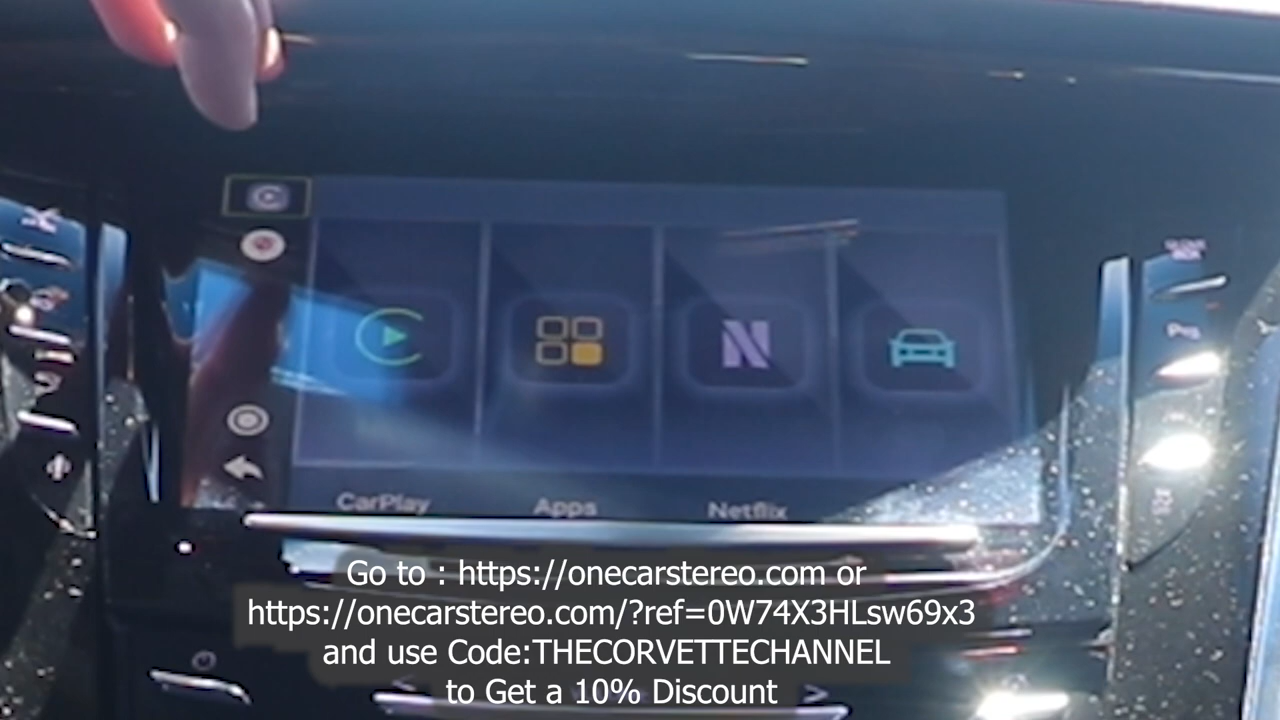 CarPlay Apps Netflix
Go to : https://onecarstereo.com or
https://onecarstereo.com/?ref=0W74X3HLsw69x3
and use Code:THECORVETTECHANNEL
to Get a 10% Discount